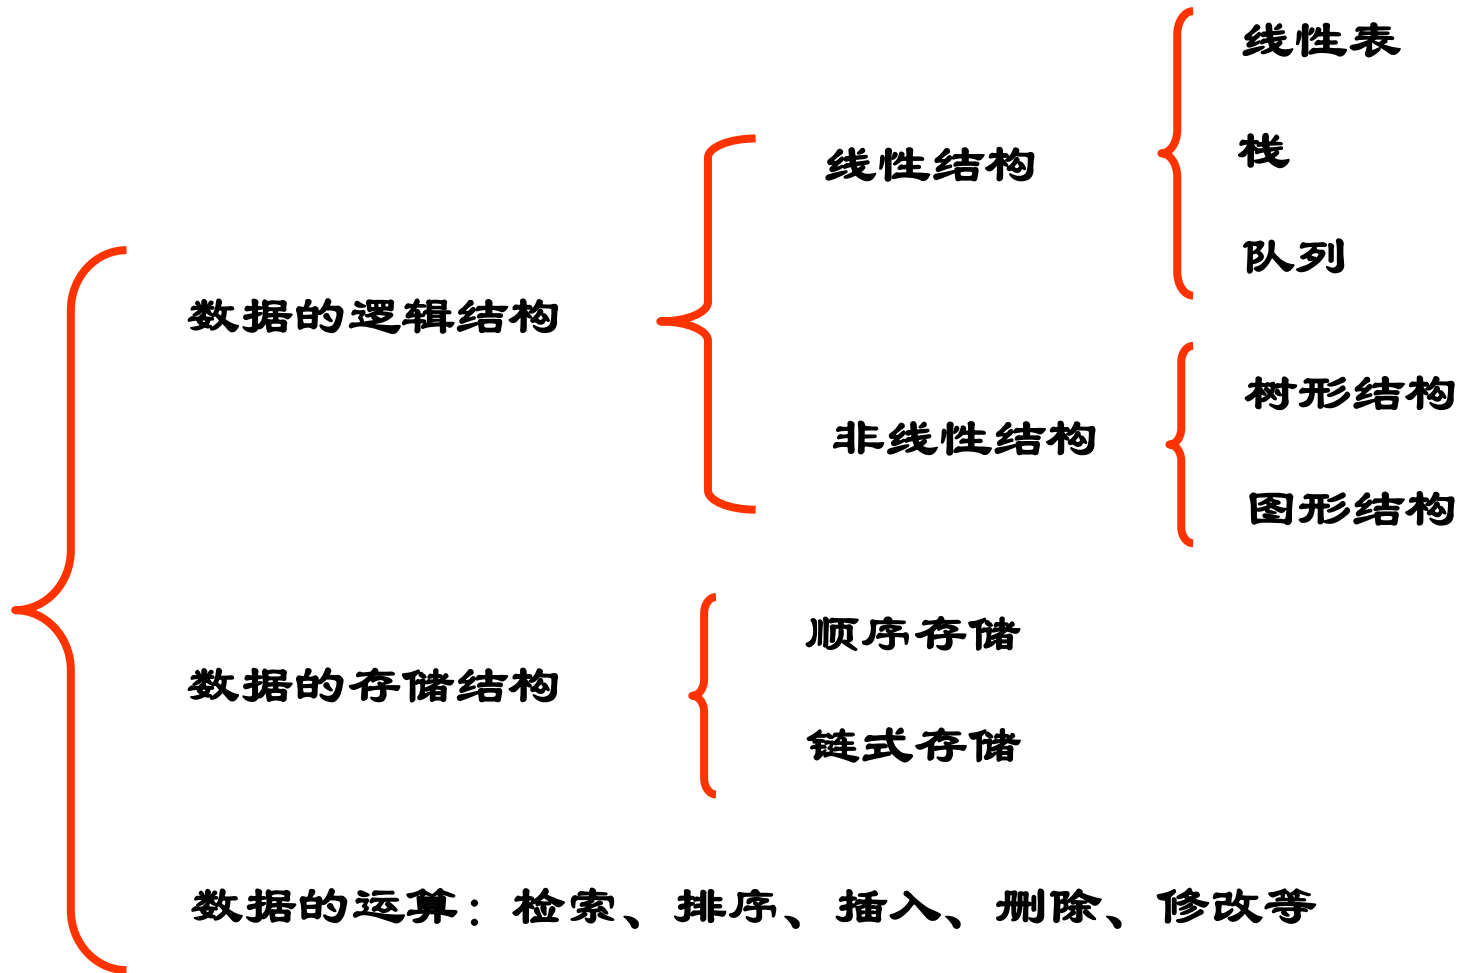 线性表
线性结构
栈
队列
数据的逻辑结构
树形结构
非线性结构
图形结构
顺序存储
数据的存储结构
链式存储
数据的运算：检索、排序、插入、删除、修改等